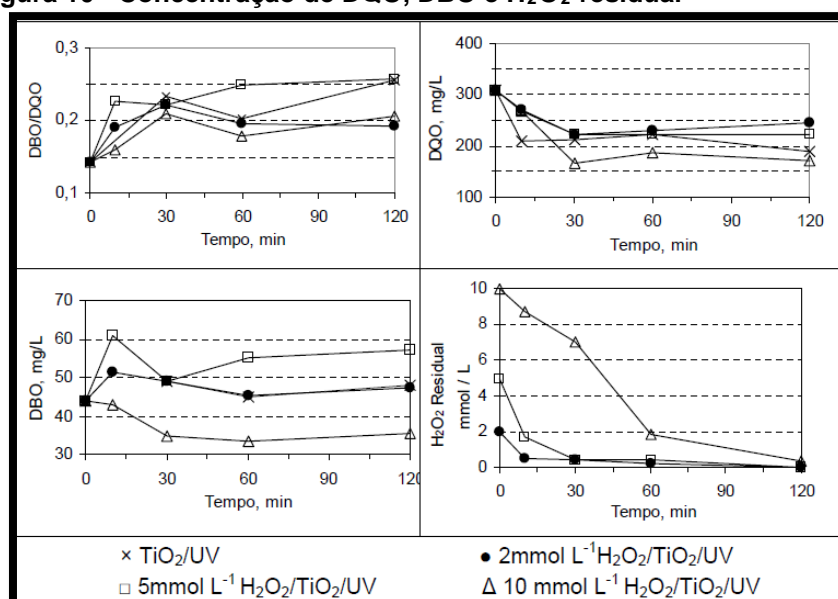 Concentração de DQO, DBO e H₂O₂ residual
0,3
0,2
0,1
DBO/DQO
0 30 60 90 120
Tempo, min
400
300
200
100
DQO, mg/L
0 30 60 90 120
Tempo, min
70
60
50
40
30
DBO, mg/L
0 30 60 90 120
Tempo, min
10
8
6
4
2
0
H₂O₂ Residual
mmol / L
0 30 60 90 120
Tempo, min
× TiO₂/UV
● 2mmol L⁻¹H₂O₂/TiO₂/UV
□ 5mmol L⁻¹ H₂O₂/TiO₂/UV
Δ 10 mmol L⁻¹ H₂O₂/TiO₂/UV